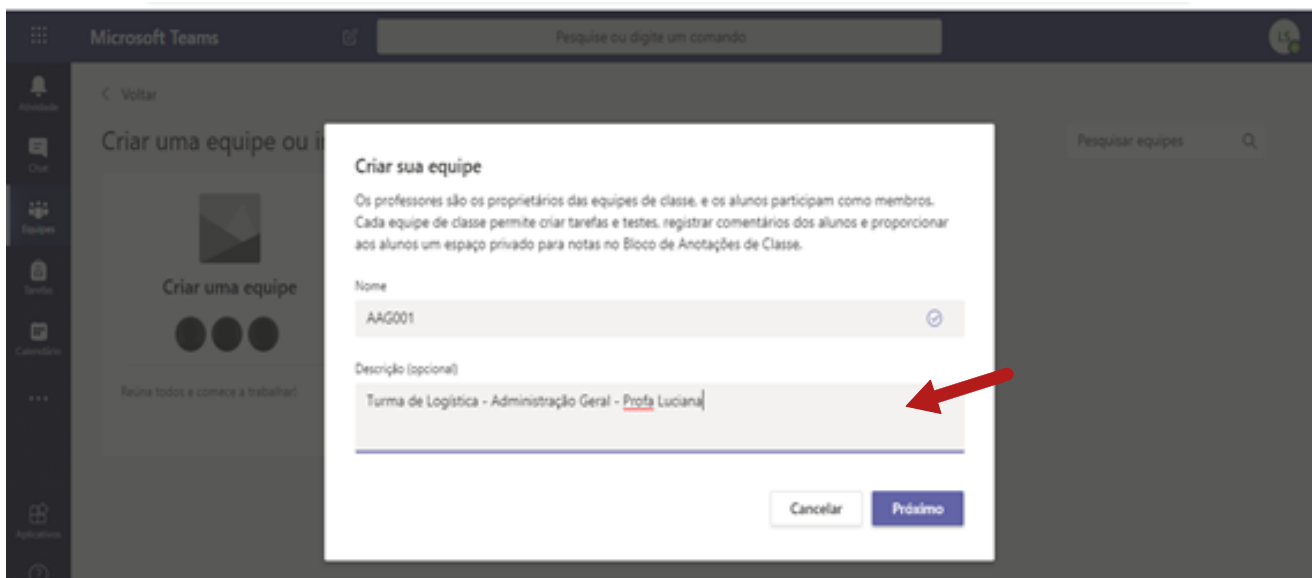 Microsoft Teams
Pesquise ou digite um comando
LS
Atividade
< Voltar
Chat
Criar uma equipe ou i
Pesquisar equipes
Equipes
Tarefas
Calendário
Criar uma equipe
Reúna todos e comece a trabalhar!
Aplicativos
Criar sua equipe
Os professores são os proprietários das equipes de classe, e os alunos participam como membros.
Cada equipe de classe permite criar tarefas e testes, registrar comentários dos alunos e proporcionar
aos alunos um espaço privado para notas no Bloco de Anotações de Classe.
Nome
AAG001
Descrição (opcional)
Turma de Logística - Administração Geral - Profa Luciana
Cancelar
Próximo